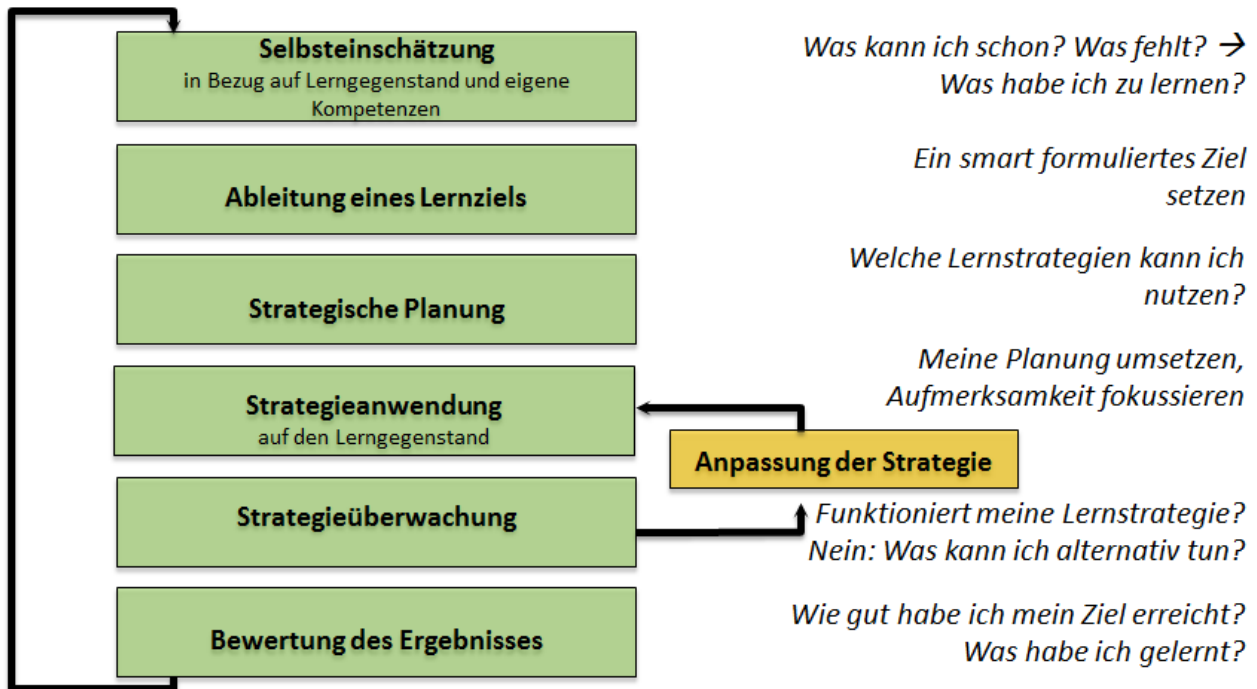 Selbsteinschätzung
in Bezug auf Lerngegenstand und eigene
Kompetenzen
Was kann ich schon? Was fehlt? →
Was habe ich zu lernen?
Ableitung eines Lernziels
Ein smart formuliertes Ziel
setzen
Strategische Planung
Welche Lernstrategien kann ich
nutzen?
Strategieanwendung
auf den Lerngegenstand
Meine Planung umsetzen,
Aufmerksamkeit fokussieren
Anpassung der Strategie
Strategieüberwachung
Funktioniert meine Lernstrategie?
Nein: Was kann ich alternativ tun?
Bewertung des Ergebnisses
Wie gut habe ich mein Ziel erreicht?
Was habe ich gelernt?